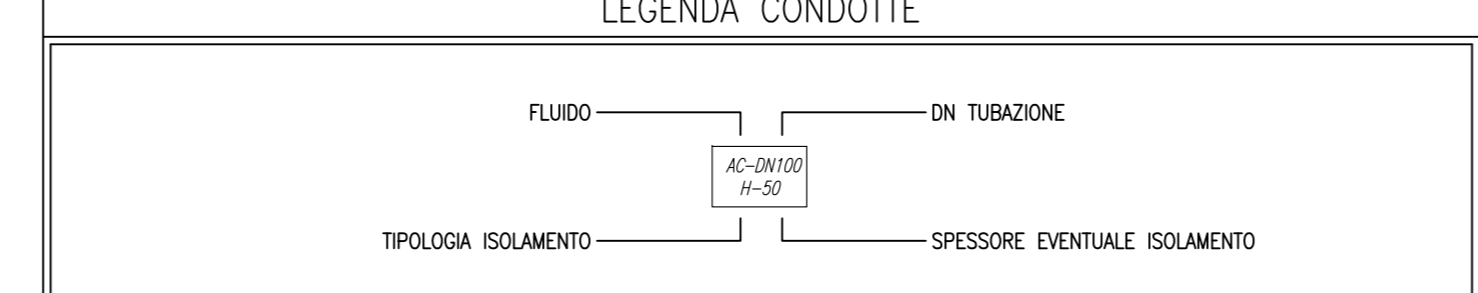 LEGENDA CONDOTTE
FLUIDO
DN TUBAZIONE
AC-DN100
H-50
TIPOLOGIA ISOLAMENTO
SPESSORE EVENTUALE ISOLAMENTO